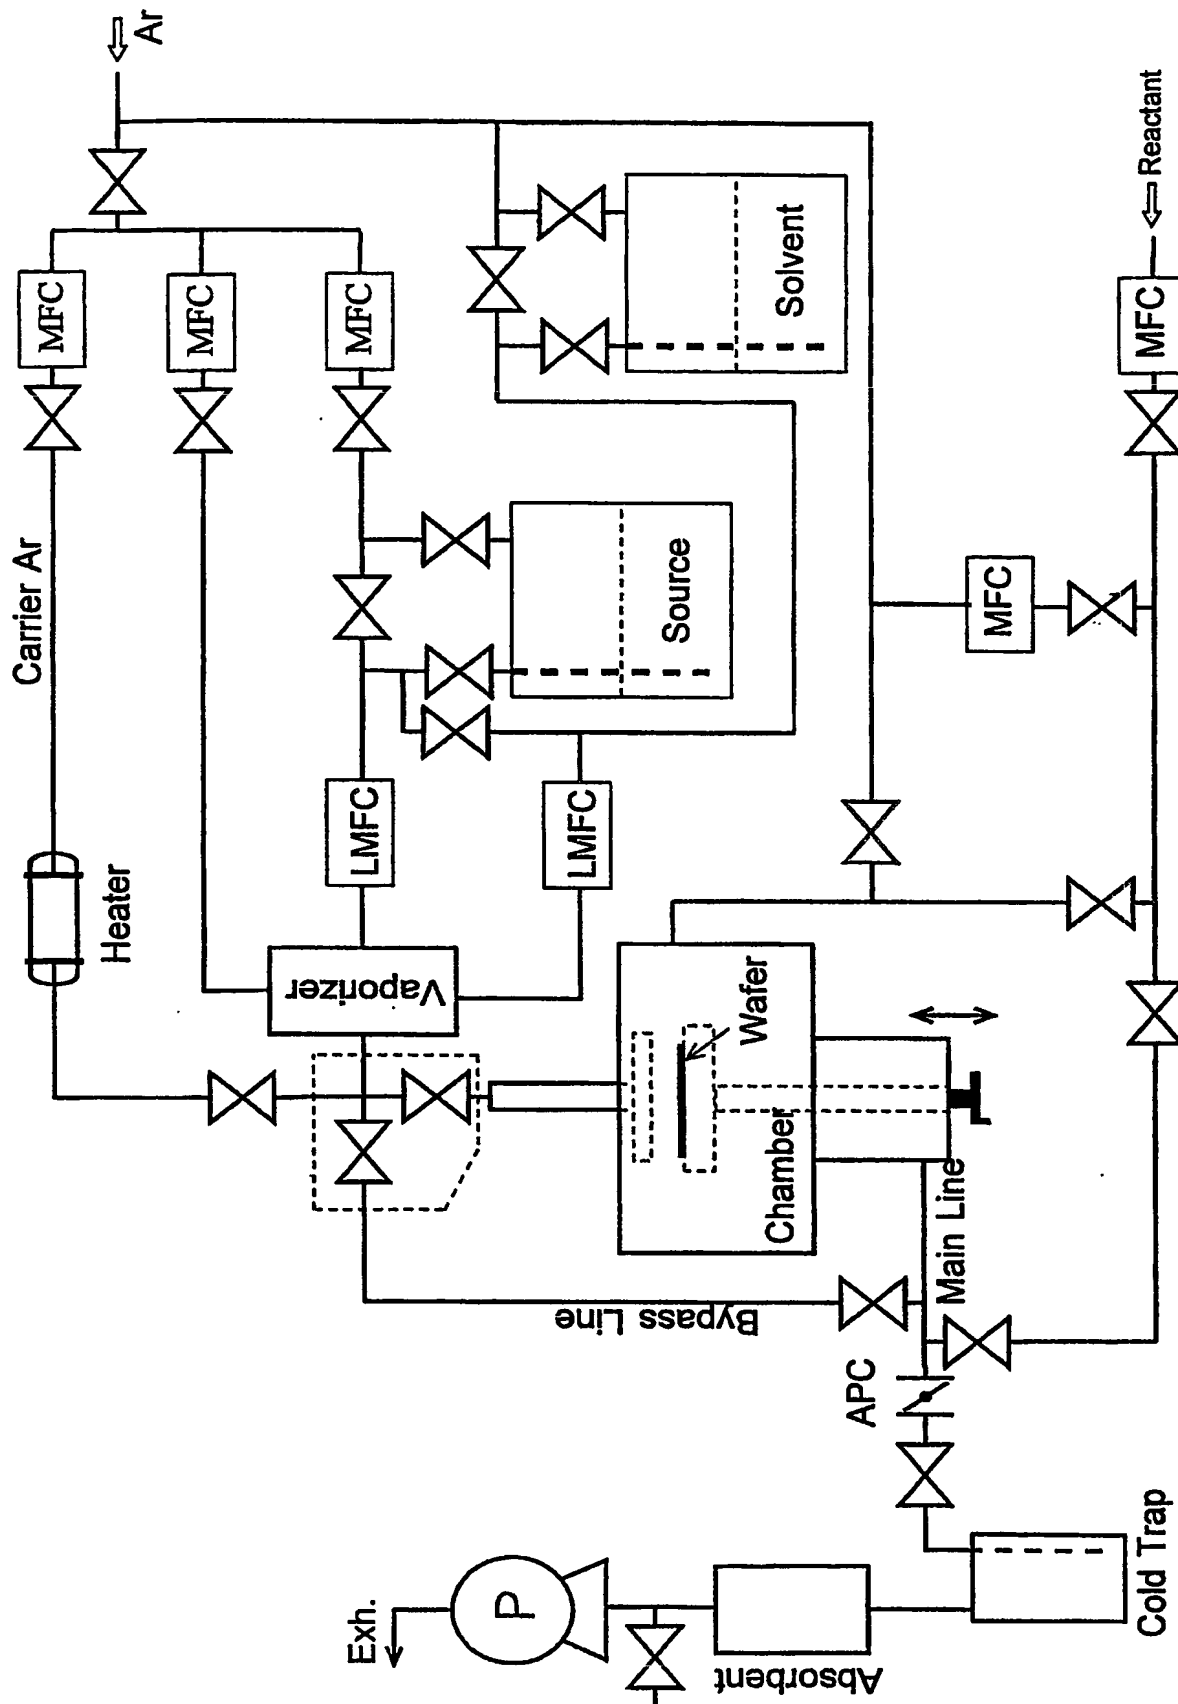 Ar
MFC
MFC
MFC
Carrier Ar
Heater
Solvent
Source
LMFC
LMFC
Vaporizer
Reactant
MFC
MFC
Wafer
Chamber
Main Line
Bypass Line
APC
Cold Trap
Absorbent
P
Exh.